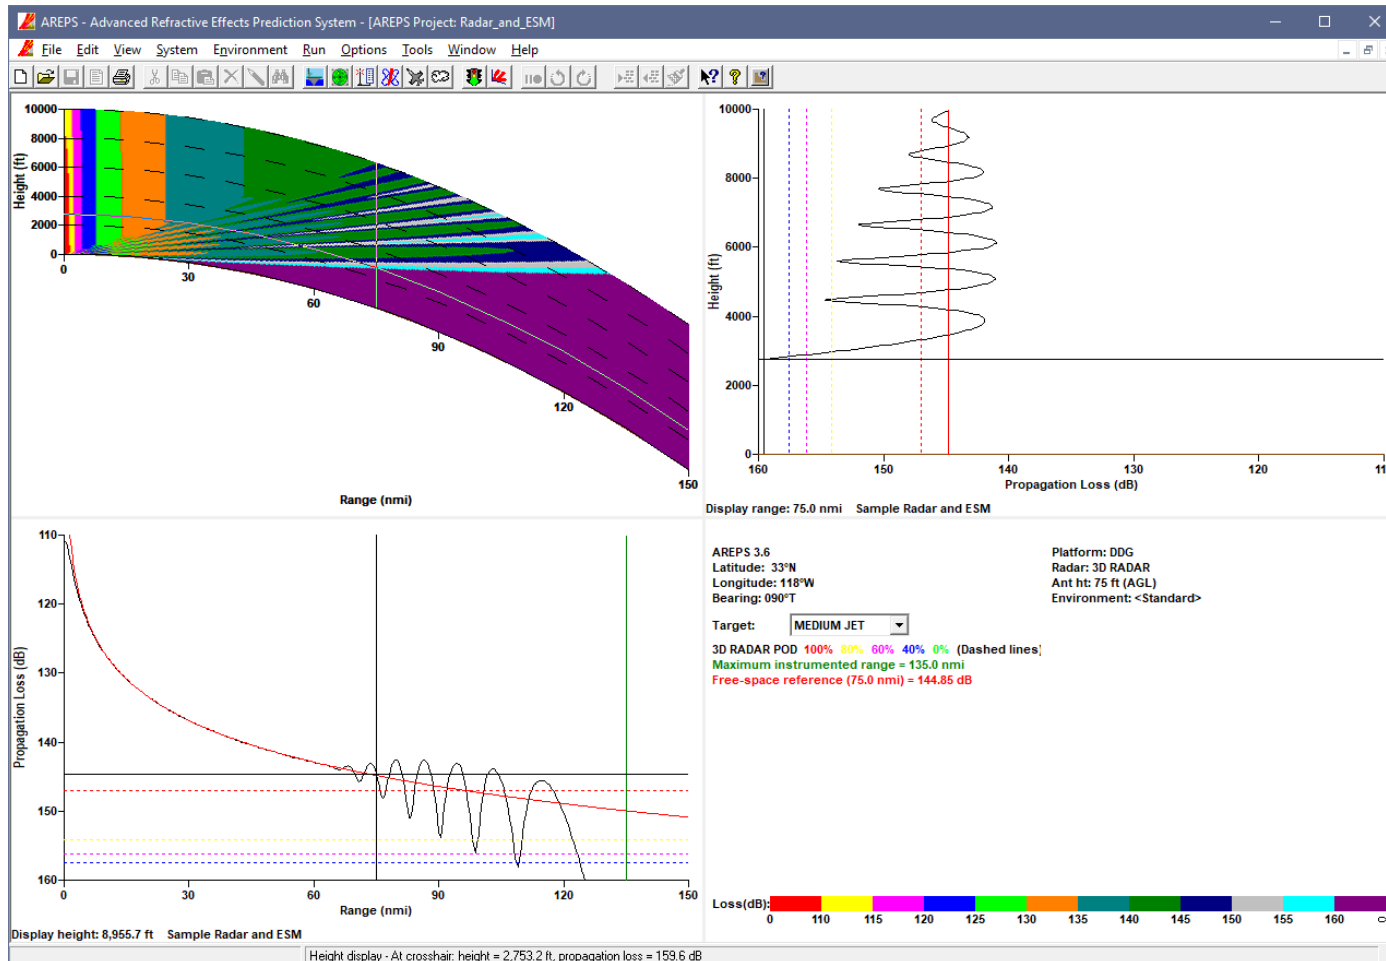 AREPS - Advanced Refractive Effects Prediction System - [AREPS Project: Radar_and_ESM]
File Edit View System Environment Run Options Tools Window Help
10000
8000
6000
4000
2000
0
Height (ft)
0
30
60
90
120
150
Range (nmi)
10000
8000
6000
4000
2000
0
Height (ft)
160 150 140 130 120
Propagation Loss (dB)
Display range: 75.0 nmi Sample Radar and ESM
110
120
130
140
150
160
Propagation Loss (dB)
0 30 60 90 120 150
Range (nmi)
Display height: 8,955.7 ft Sample Radar and ESM
AREPS 3.6
Latitude: 33°N
Longitude: 118°W
Bearing: 090°T
Platform: DDG
Radar: 3D RADAR
Ant ht: 75 ft (AGL)
Environment: <Standard>
Target: MEDIUM JET
3D RADAR POD 100% 80% 60% 40% 0% (Dashed lines)
Maximum instrumented range = 135.0 nmi
Free-space reference (75.0 nmi) = 144.85 dB
Loss(dB):
0 110 115 120 125 130 135 140 145 150 155 160
Height display - At crosshair: height = 2,753.2 ft, propagation loss = 159.6 dB